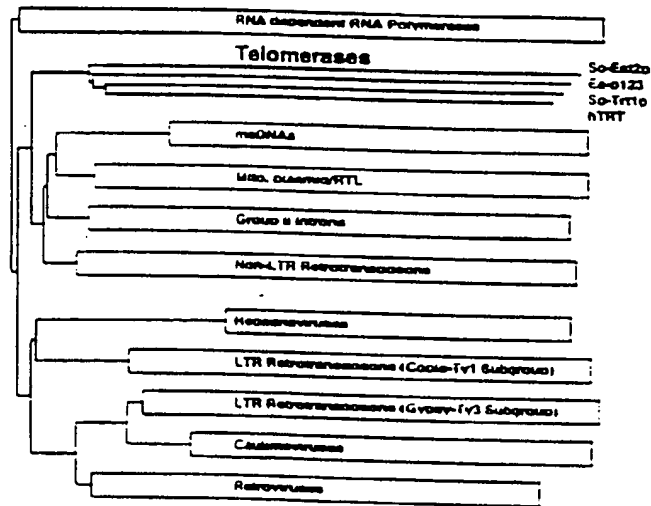 RNA dependent RNA Polymerases
Telomerases
Sc-Est2p
Ea-p123
Sp-Trt1p
hTRT
msDNAs
Mito. plasmid/RTL
Group II Introns
Non-LTR Retrotransposons
Hepadnaviruses
LTR Retrotransposons (Copia-Ty1 Subgroup)
LTR Retrotransposons (Gypsy-Ty3 Subgroup)
Caulimoviruses
Retroviruses